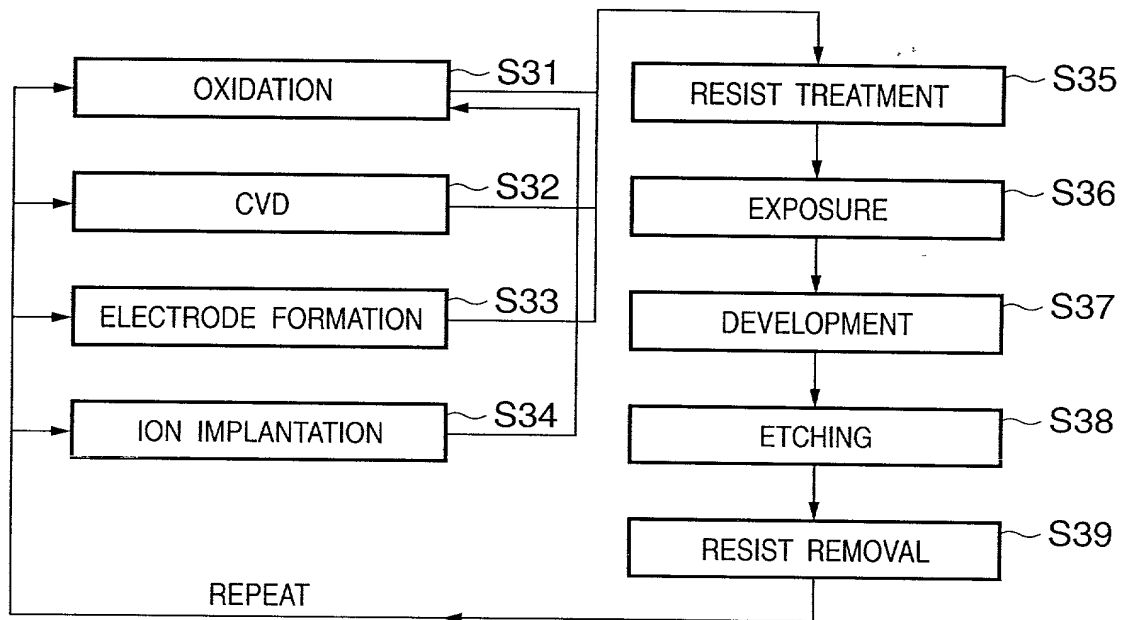 OXIDATION
S31
CVD
S32
ELECTRODE FORMATION
S33
ION IMPLANTATION
S34
RESIST TREATMENT
S35
EXPOSURE
S36
DEVELOPMENT
S37
ETCHING
S38
RESIST REMOVAL
S39
REPEAT